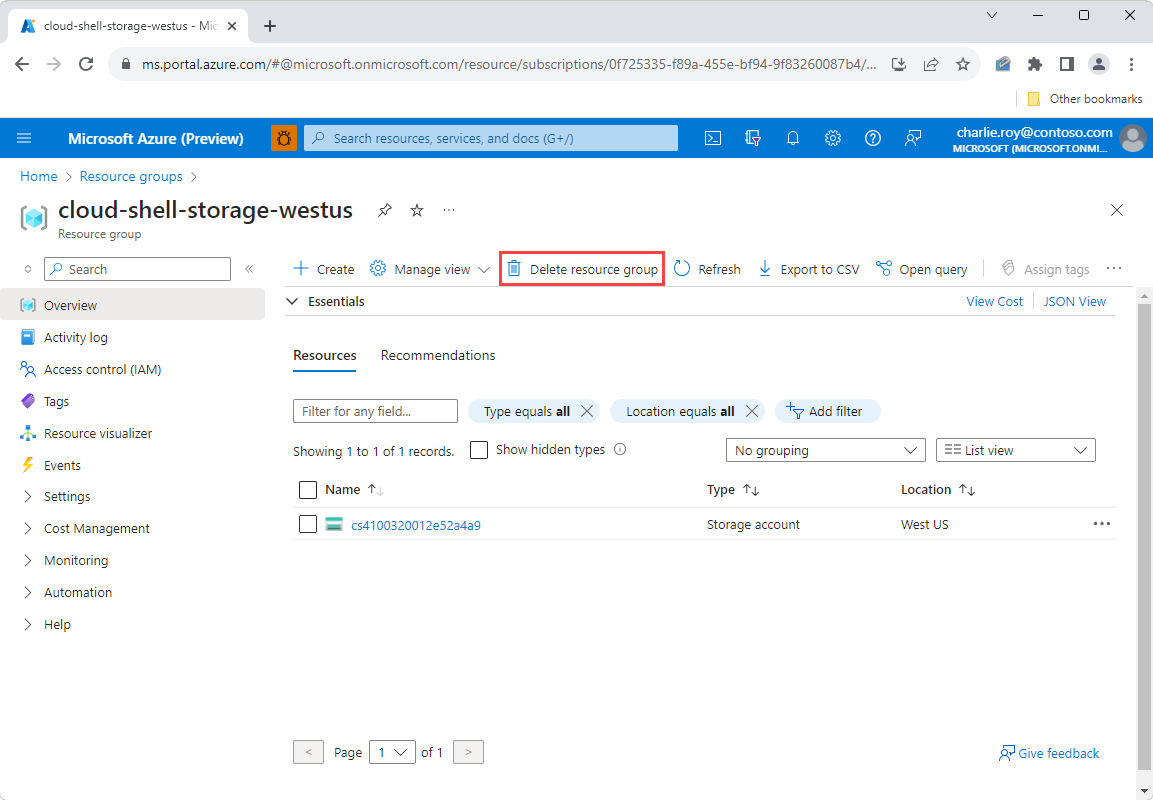 cloud-shell-storage-westus - Mic
ms.portal.azure.com/#@microsoft.onmicrosoft.com/resource/subscriptions/0f725335-f89a-455e-bf94-9f83260087b4/...
Other bookmarks
Microsoft Azure (Preview)
Search resources, services, and docs (G+/)
charlie.roy@contoso.com
MICROSOFT (MICROSOFT.ONMI...
Home > Resource groups >
cloud-shell-storage-westus
Resource group
Search
Create
Manage view
Delete resource group
Refresh
Export to CSV
Open query
Assign tags
Overview
Activity log
Access control (IAM)
Tags
Resource visualizer
Events
Settings
Cost Management
Monitoring
Automation
Help
Essentials
View Cost
JSON View
Resources
Recommendations
Filter for any field...
Type equals all
Location equals all
Add filter
Showing 1 to 1 of 1 records.
Show hidden types
No grouping
List view
Name
Type
Location
cs4100320012e52a4a9
Storage account
West US
< Page 1 of 1 >
Give feedback